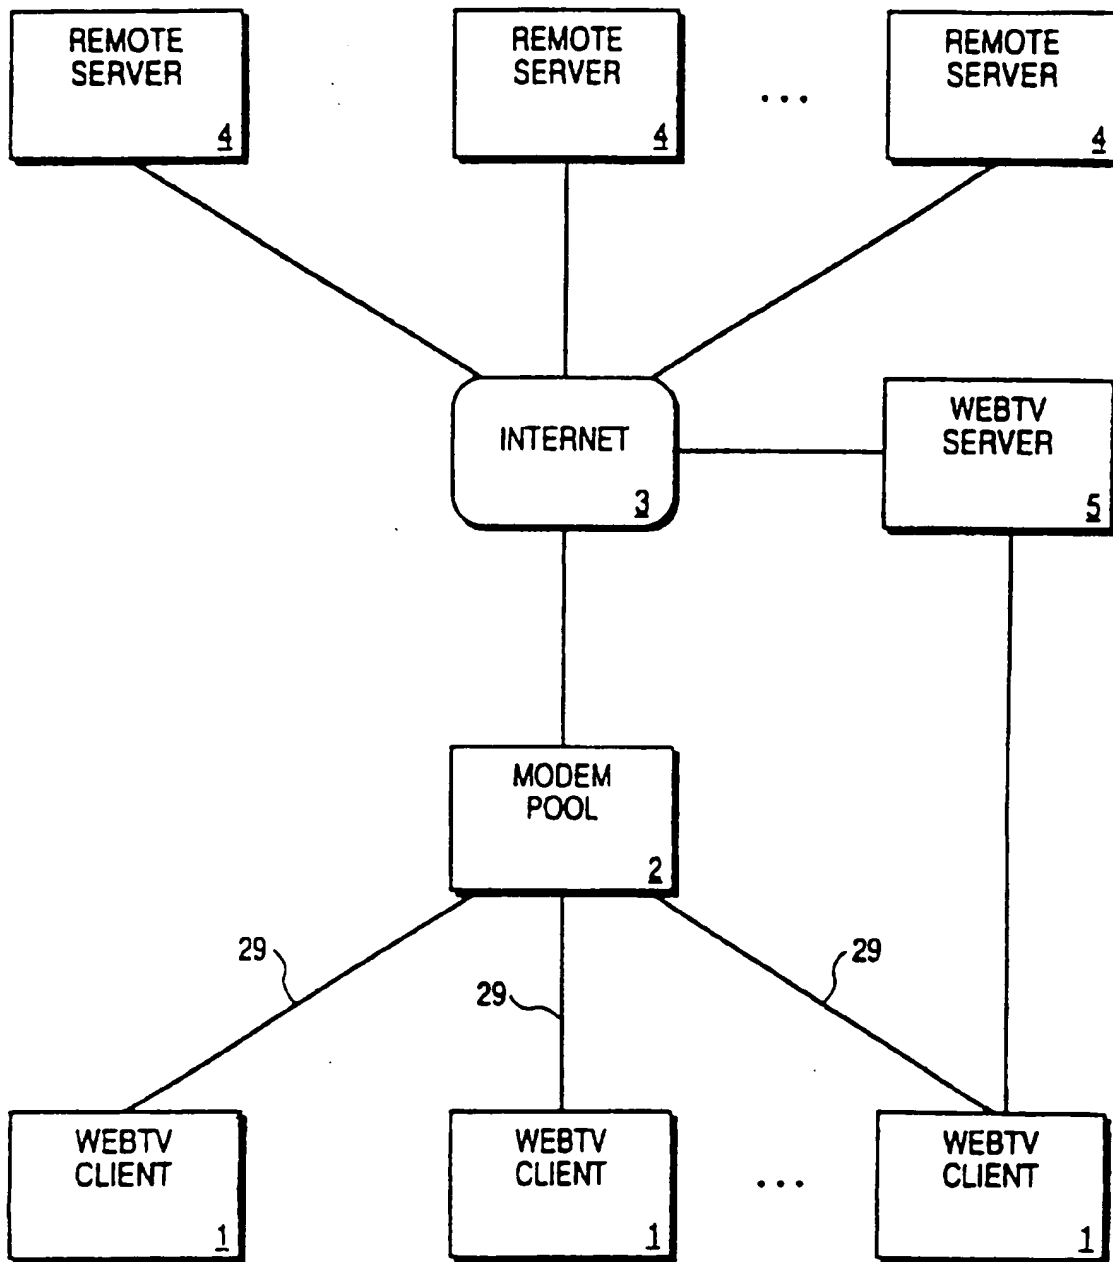 REMOTE
SERVER
4
REMOTE
SERVER
4
...
REMOTE
SERVER
4
INTERNET
3
WEBTV
SERVER
5
MODEM
POOL
2
29
29
29
WEBTV
CLIENT
1
WEBTV
CLIENT
1
...
WEBTV
CLIENT
1